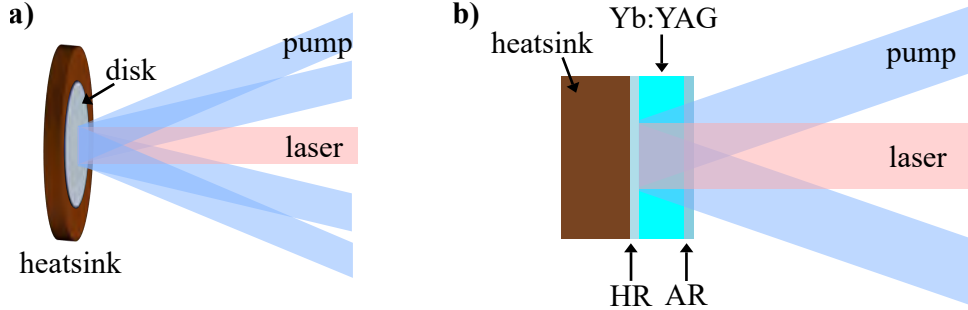 a)
pump
disk
laser
heatsink
b)
Yb:YAG
heatsink
pump
laser
HR
AR